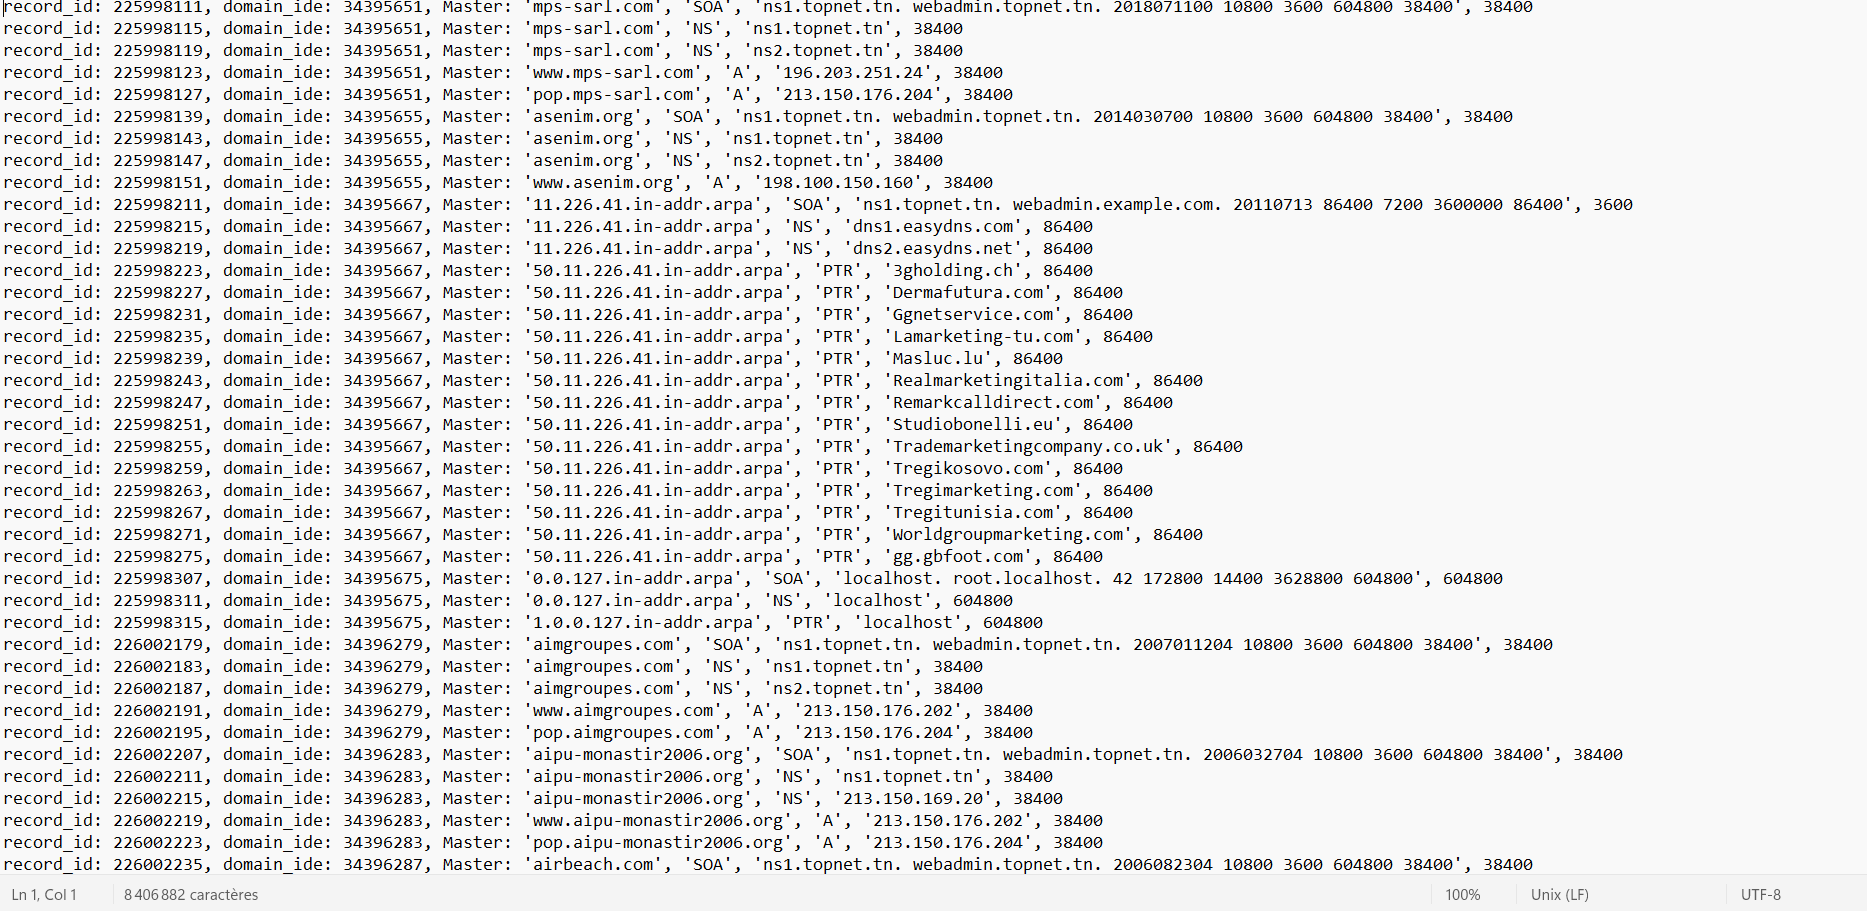 record_id: 225998111, domain_ide: 34395651, Master: 'mps-sarl.com', 'SOA', 'ns1.topnet.tn. webadmin.topnet.tn. 2018071100 10800 3600 604800 38400', 38400
record_id: 225998115, domain_ide: 34395651, Master: 'mps-sarl.com', 'NS', 'ns1.topnet.tn', 38400
record_id: 225998119, domain_ide: 34395651, Master: 'mps-sarl.com', 'NS', 'ns2.topnet.tn', 38400
record_id: 225998123, domain_ide: 34395651, Master: 'www.mps-sarl.com', 'A', '196.203.251.24', 38400
record_id: 225998127, domain_ide: 34395651, Master: 'pop.mps-sarl.com', 'A', '213.150.176.204', 38400
record_id: 225998139, domain_ide: 34395655, Master: 'asenim.org', 'SOA', 'ns1.topnet.tn. webadmin.topnet.tn. 2014030700 10800 3600 604800 38400', 38400
record_id: 225998143, domain_ide: 34395655, Master: 'asenim.org', 'NS', 'ns1.topnet.tn', 38400
record_id: 225998147, domain_ide: 34395655, Master: 'asenim.org', 'NS', 'ns2.topnet.tn', 38400
record_id: 225998151, domain_ide: 34395655, Master: 'www.asenim.org', 'A', '198.100.150.160', 38400
record_id: 225998211, domain_ide: 34395667, Master: '11.226.41.in-addr.arpa', 'SOA', 'ns1.topnet.tn. webadmin.example.com. 20110713 86400 7200 3600000 86400', 3600
record_id: 225998215, domain_ide: 34395667, Master: '11.226.41.in-addr.arpa', 'NS', 'dns1.easydns.com', 86400
record_id: 225998219, domain_ide: 34395667, Master: '11.226.41.in-addr.arpa', 'NS', 'dns2.easydns.net', 86400
record_id: 225998223, domain_ide: 34395667, Master: '50.11.226.41.in-addr.arpa', 'PTR', '3gholding.ch', 86400
record_id: 225998227, domain_ide: 34395667, Master: '50.11.226.41.in-addr.arpa', 'PTR', 'Dermafutura.com', 86400
record_id: 225998231, domain_ide: 34395667, Master: '50.11.226.41.in-addr.arpa', 'PTR', 'Ggnetservice.com', 86400
record_id: 225998235, domain_ide: 34395667, Master: '50.11.226.41.in-addr.arpa', 'PTR', 'Lamarketing-tu.com', 86400
record_id: 225998239, domain_ide: 34395667, Master: '50.11.226.41.in-addr.arpa', 'PTR', 'Masluc.lu', 86400
record_id: 225998243, domain_ide: 34395667, Master: '50.11.226.41.in-addr.arpa', 'PTR', 'Realmarketingitalia.com', 86400
record_id: 225998247, domain_ide: 34395667, Master: '50.11.226.41.in-addr.arpa', 'PTR', 'Remarkcalldirect.com', 86400
record_id: 225998251, domain_ide: 34395667, Master: '50.11.226.41.in-addr.arpa', 'PTR', 'Studiobonelli.eu', 86400
record_id: 225998255, domain_ide: 34395667, Master: '50.11.226.41.in-addr.arpa', 'PTR', 'Trademarketingcompany.co.uk', 86400
record_id: 225998259, domain_ide: 34395667, Master: '50.11.226.41.in-addr.arpa', 'PTR', 'Tregikosovo.com', 86400
record_id: 225998263, domain_ide: 34395667, Master: '50.11.226.41.in-addr.arpa', 'PTR', 'Tregimarketing.com', 86400
record_id: 225998267, domain_ide: 34395667, Master: '50.11.226.41.in-addr.arpa', 'PTR', 'Tregitunisia.com', 86400
record_id: 225998271, domain_ide: 34395667, Master: '50.11.226.41.in-addr.arpa', 'PTR', 'Worldgroupmarketing.com', 86400
record_id: 225998275, domain_ide: 34395667, Master: '50.11.226.41.in-addr.arpa', 'PTR', 'gg.gbfoot.com', 86400
record_id: 225998307, domain_ide: 34395675, Master: '0.0.127.in-addr.arpa', 'SOA', 'localhost. root.localhost. 42 172800 14400 3628800 604800', 604800
record_id: 225998311, domain_ide: 34395675, Master: '0.0.127.in-addr.arpa', 'NS', 'localhost', 604800
record_id: 225998315, domain_ide: 34395675, Master: '1.0.0.127.in-addr.arpa', 'PTR', 'localhost', 604800
record_id: 226002179, domain_ide: 34396279, Master: 'aimgroupes.com', 'SOA', 'ns1.topnet.tn. webadmin.topnet.tn. 2007011204 10800 3600 604800 38400', 38400
record_id: 226002183, domain_ide: 34396279, Master: 'aimgroupes.com', 'NS', 'ns1.topnet.tn', 38400
record_id: 226002187, domain_ide: 34396279, Master: 'aimgroupes.com', 'NS', 'ns2.topnet.tn', 38400
record_id: 226002191, domain_ide: 34396279, Master: 'www.aimgroupes.com', 'A', '213.150.176.202', 38400
record_id: 226002195, domain_ide: 34396279, Master: 'pop.aimgroupes.com', 'A', '213.150.176.204', 38400
record_id: 226002207, domain_ide: 34396283, Master: 'aipu-monastir2006.org', 'SOA', 'ns1.topnet.tn. webadmin.topnet.tn. 2006032704 10800 3600 604800 38400', 38400
record_id: 226002211, domain_ide: 34396283, Master: 'aipu-monastir2006.org', 'NS', 'ns1.topnet.tn', 38400
record_id: 226002215, domain_ide: 34396283, Master: 'aipu-monastir2006.org', 'NS', '213.150.169.20', 38400
record_id: 226002219, domain_ide: 34396283, Master: 'www.aipu-monastir2006.org', 'A', '213.150.176.202', 38400
record_id: 226002223, domain_ide: 34396283, Master: 'pop.aipu-monastir2006.org', 'A', '213.150.176.204', 38400
record_id: 226002235, domain_ide: 34396287, Master: 'airbeach.com', 'SOA', 'ns1.topnet.tn. webadmin.topnet.tn. 2006082304 10800 3600 604800 38400', 38400
Ln 1, Col 1 8 406 882 caractères 100% Unix (LF) UTF-8